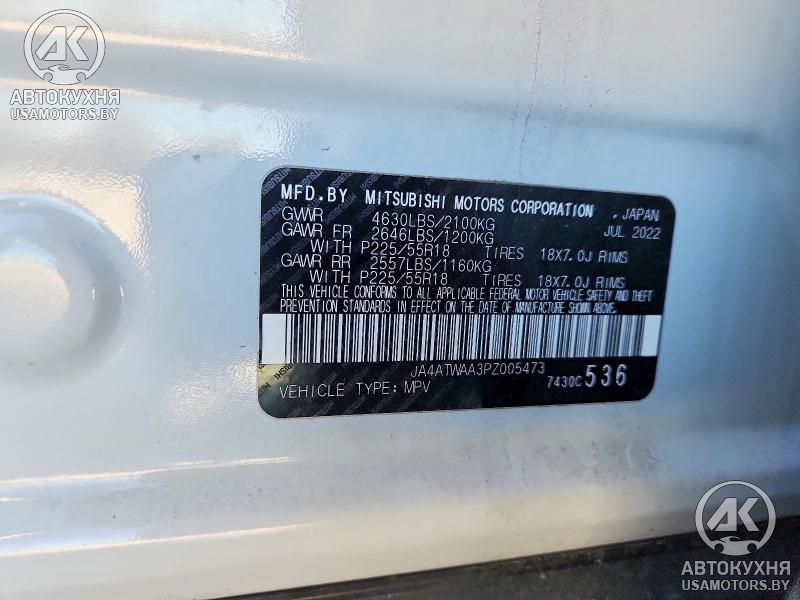 АК
АВТОКУХНЯ
USAMOTORS.BY
MFD.BY MITSUBISHI MOTORS CORPORATION .JAPAN
GVWR 4630LBS/2100KG JUL 2022
GAWR FR 2646LBS/1200KG
WITH P225/55R18 TIRES 18X7.0J RIMS
GAWR RR 2557LBS/1160KG
WITH P225/55R18 TIRES 18X7.0J RIMS
THIS VEHICLE CONFORMS TO ALL APPLICABLE FEDERAL MOTOR VEHICLE SAFETY AND THEFT
PREVENTION STANDARDS IN EFFECT ON THE DATE OF MANUFACTURE SHOWN ABOVE.
JA4ATWAA3PZ005473
VEHICLE TYPE: MPV 7430C 536
АК
АВТОКУХНЯ
USAMOTORS.BY